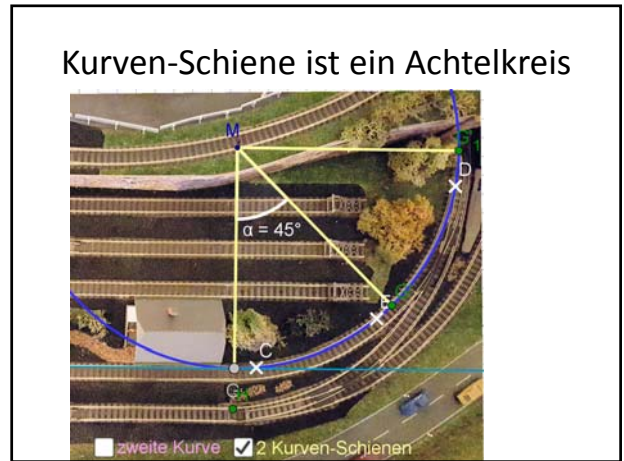 Kurven-Schiene ist ein Achtelkreis
M
D
α = 45°
E
C
zweite Kurve 2 Kurven-Schienen